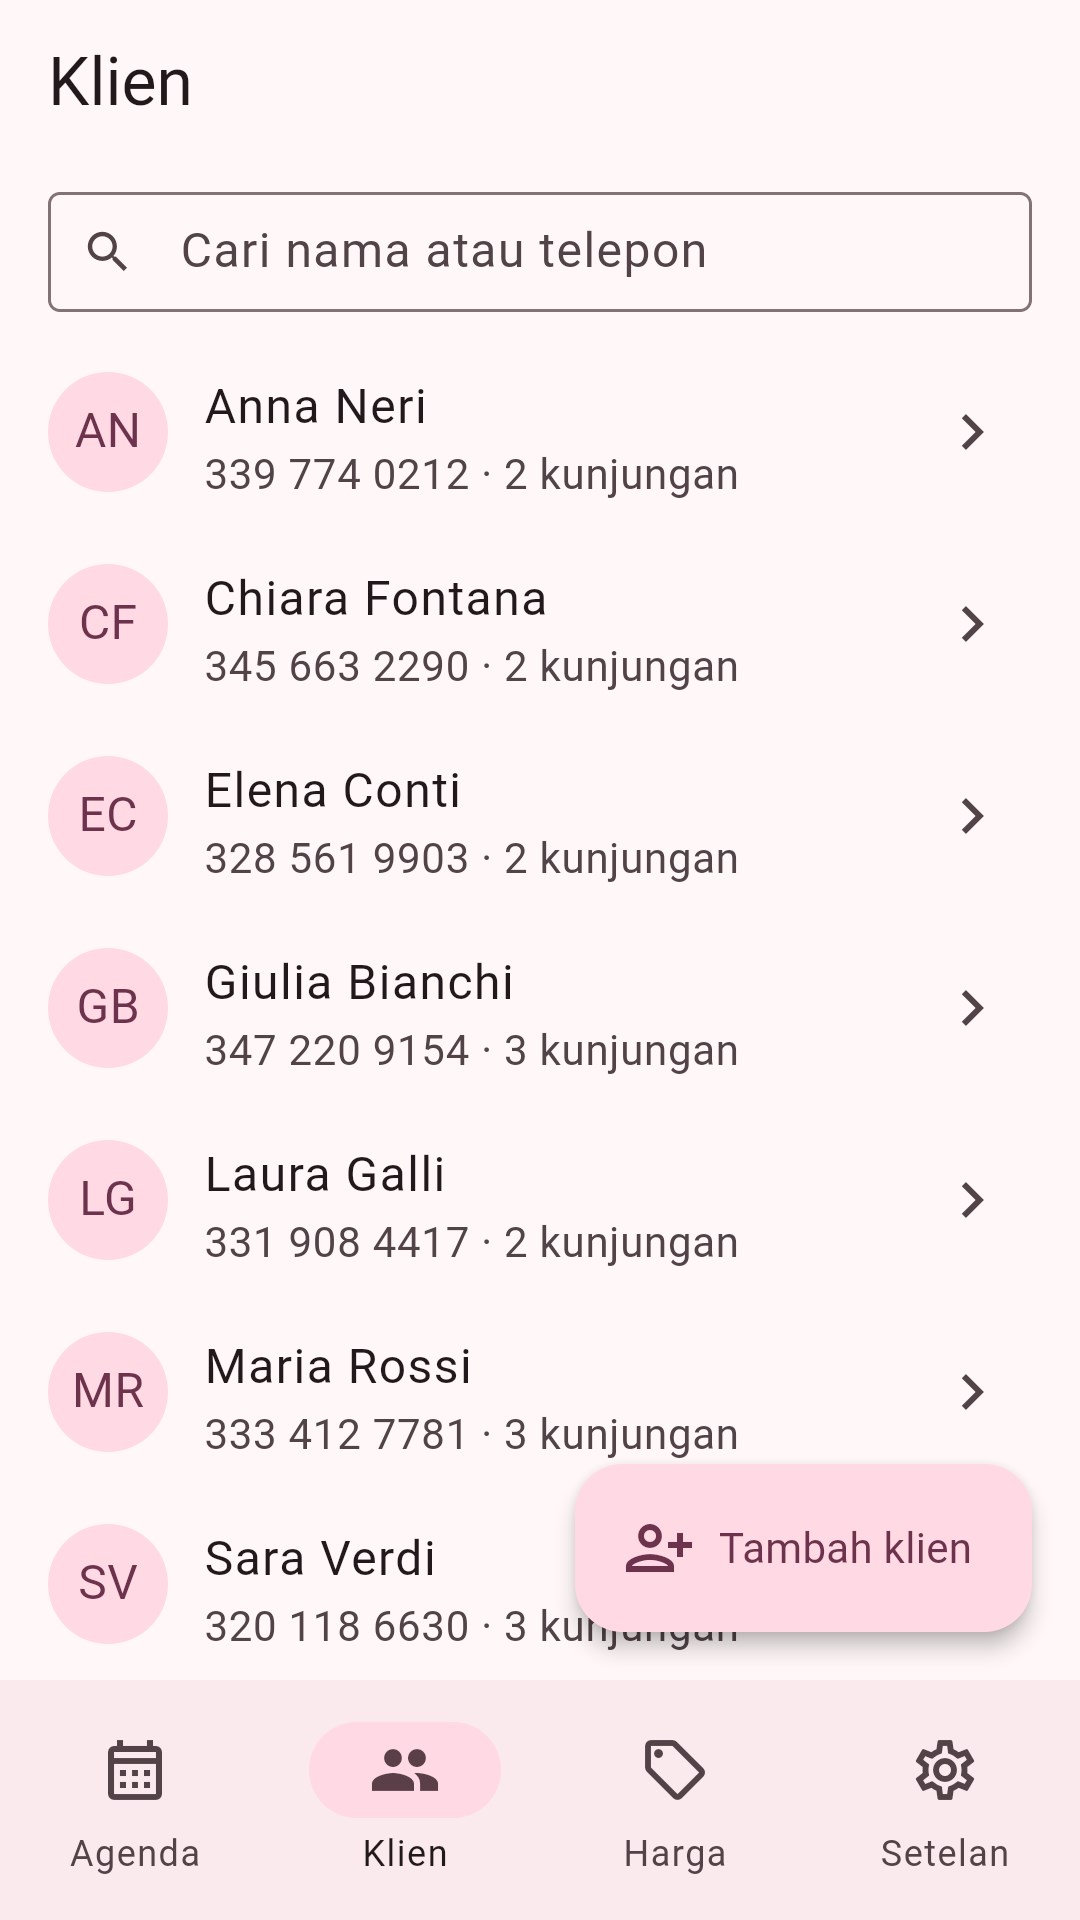 Klien
Cari nama atau telepon
AN
Anna Neri
339 774 0212 · 2 kunjungan
CF
Chiara Fontana
345 663 2290 · 2 kunjungan
EC
Elena Conti
328 561 9903 · 2 kunjungan
GB
Giulia Bianchi
347 220 9154 · 3 kunjungan
LG
Laura Galli
331 908 4417 · 2 kunjungan
MR
Maria Rossi
333 412 7781 · 3 kunjungan
SV
Sara Verdi
320 118 6630 · 3 kunjungan
Tambah klien
Agenda
Klien
Harga
Setelan